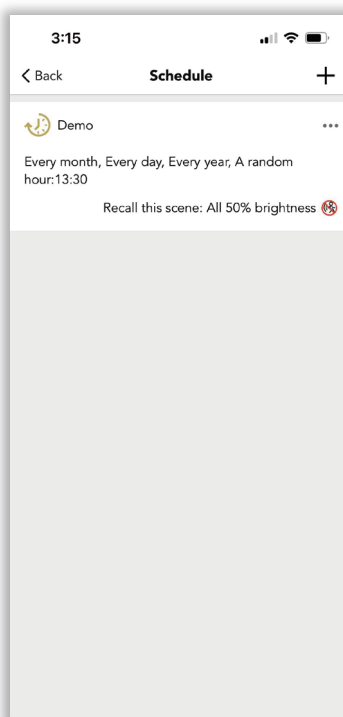 3:15
Back
Schedule
Demo
Every month, Every day, Every year, A random
hour:13:30
Recall this scene: All 50% brightness